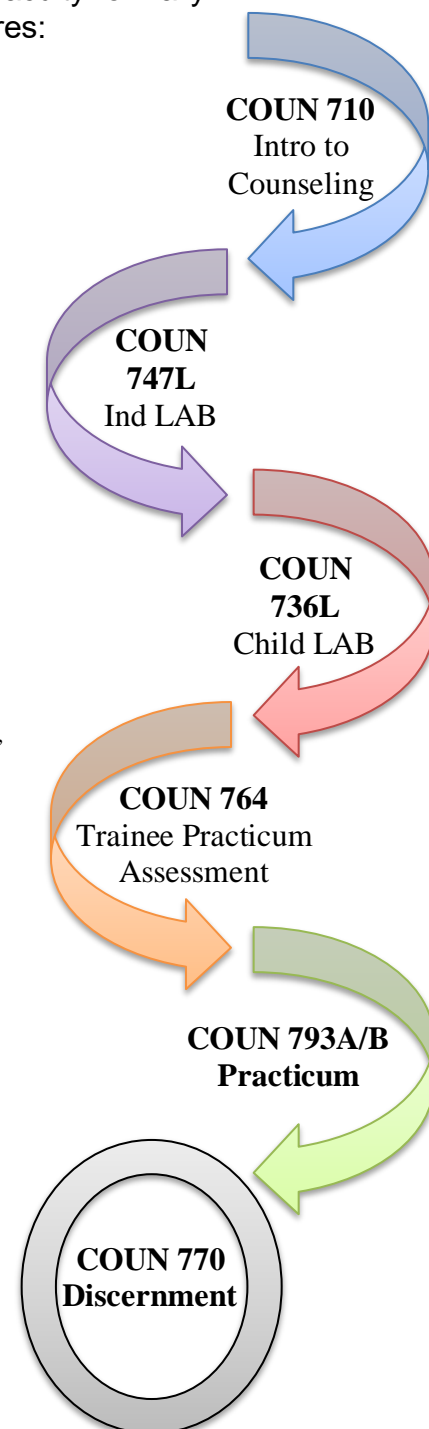 res:
COUN 710
Intro to
Counseling
COUN
747L
Ind LAB
COUN
736L
Child LAB
,
COUN 764
Trainee Practicum
Assessment
COUN 793A/B
Practicum
COUN 770
Discernment